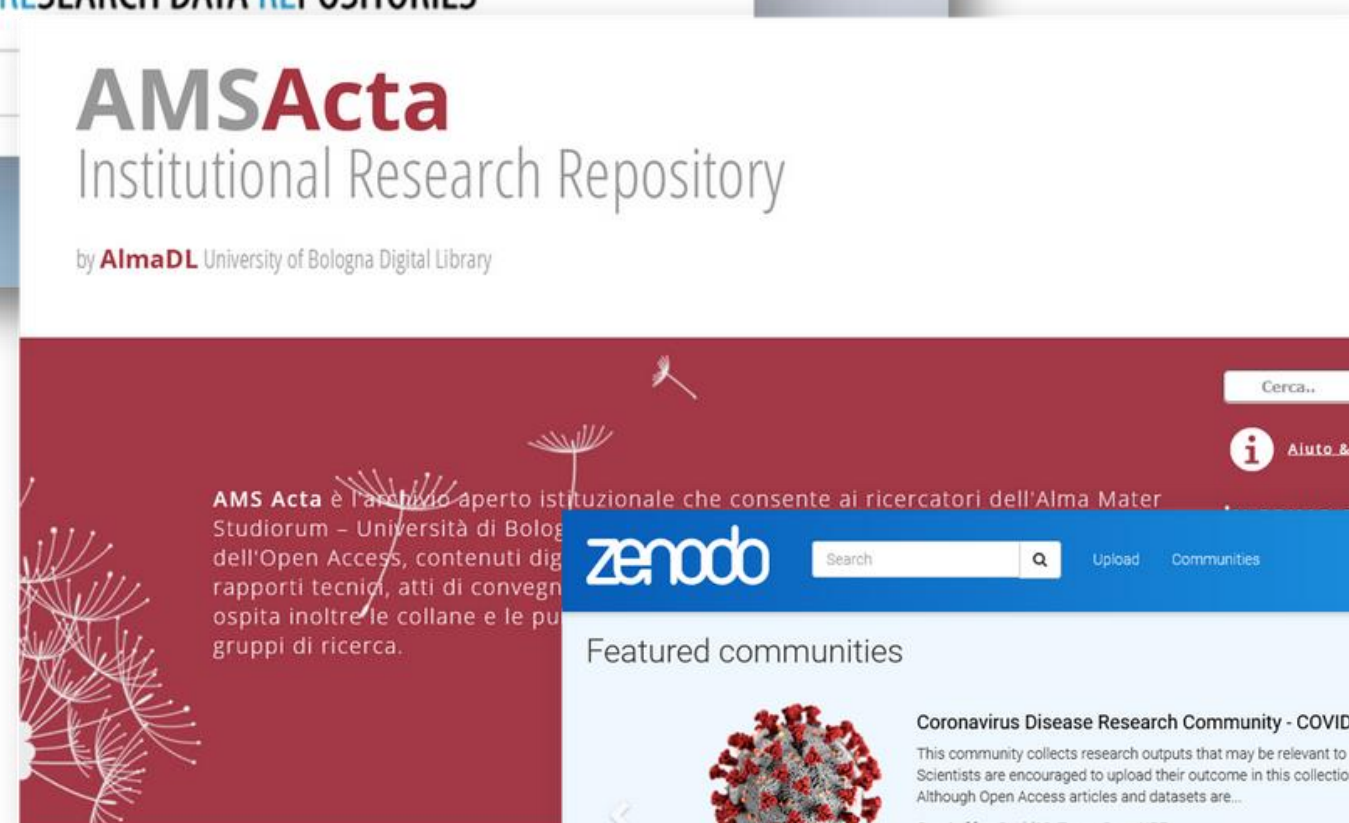 RESEARCH DATA REPOSITORIES
AMSActa
Institutional Research Repository
by AlmaDL University of Bologna Digital Library
Cerca..
Aiuto &
AMS Acta è l'archivio aperto istituzionale che consente ai ricercatori dell'Alma Mater
Studiorum – Università di Bolog
dell'Open Access, contenuti dig
rapporti tecnici, atti di convegn
ospita inoltre le collane e le pu
gruppi di ricerca.
zenodo
Search
Upload
Communities
Featured communities
Coronavirus Disease Research Community - COVID
This community collects research outputs that may be relevant to
Scientists are encouraged to upload their outcome in this collectio
Although Open Access articles and datasets are...